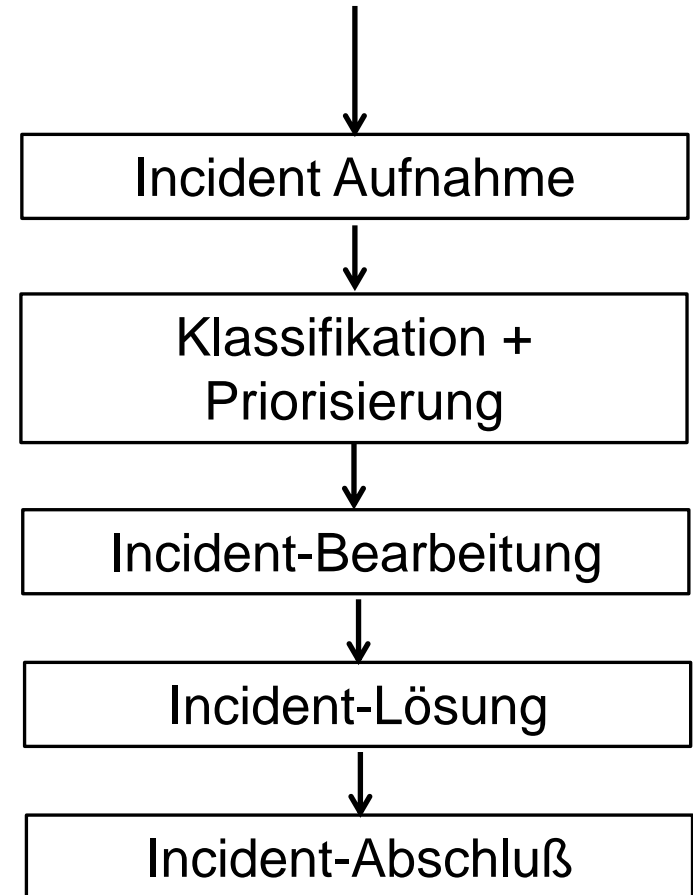 Incident Aufnahme
Klassifikation +
Priorisierung
Incident-Bearbeitung
Incident-Lösung
Incident-Abschluß